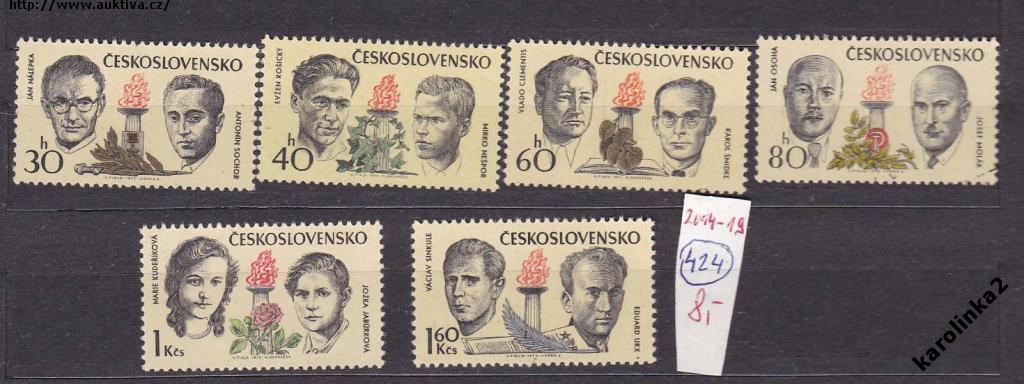 http://www.auktiva.cz/
JÁN NÁLEPKA
ČESKOSLOVENSKO
ANTONÍN SOCHOR
30 h
EVŽEN ROŠICKÝ
ČESKOSLOVENSKO
MIRKO NEŠPOR
40 h
VLADO CLEMENTIS
ČESKOSLOVENSKO
KAROL ŠMIDKE
60 h
JÁN OSOHA
ČESKOSLOVENSKO
JOSEF MOLÁK
80 h
MARIE KUDEŘÍKOVÁ
ČESKOSLOVENSKO
JOŽKA JABŮRKOVÁ
1 Kčs
VÁCLAV SINKULE
ČESKOSLOVENSKO
EDUARD URX
1,60 Kčs
2014-19
424
8,-
karolinka2